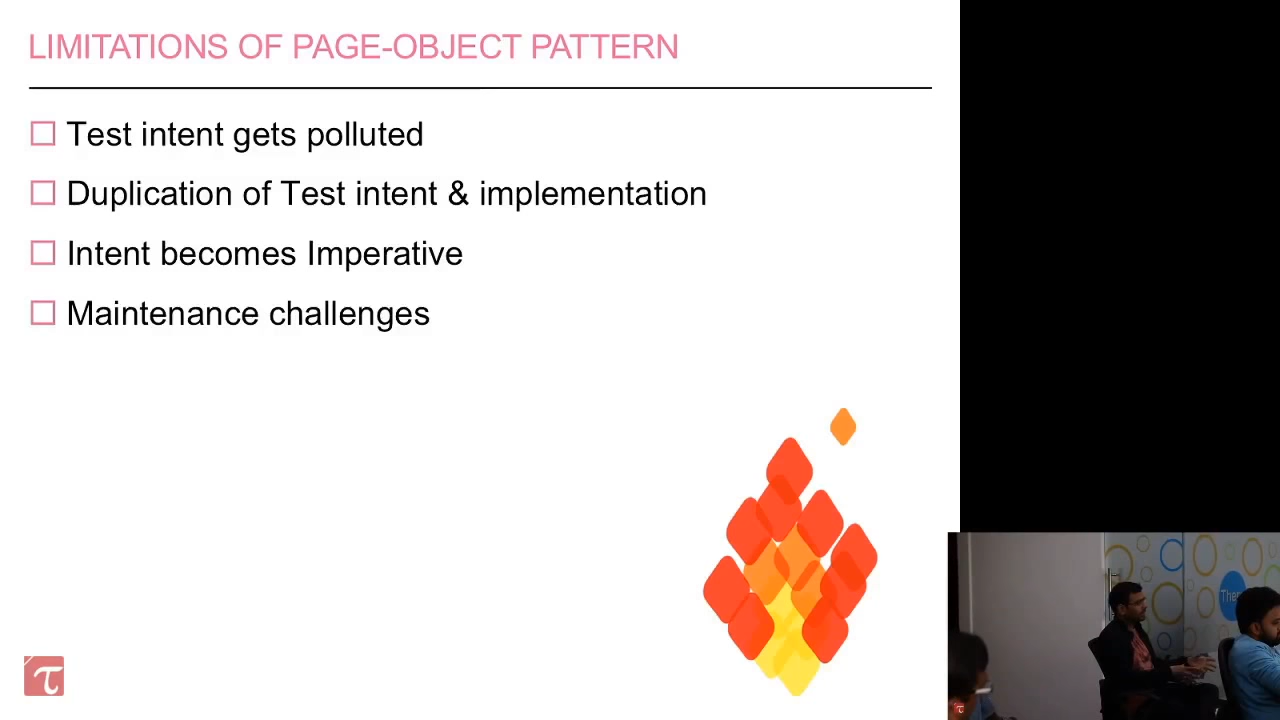 LIMITATIONS OF PAGE-OBJECT PATTERN
Test intent gets polluted
Duplication of Test intent & implementation
Intent becomes Imperative
Maintenance challenges
τ